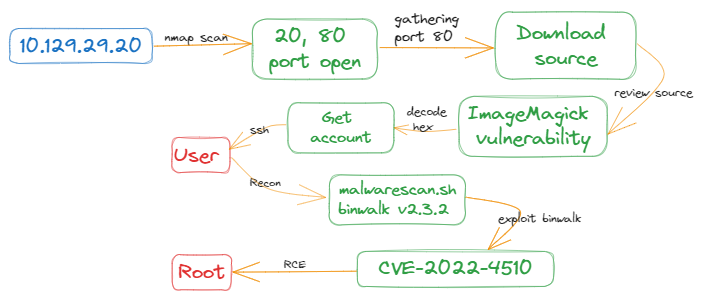 10.129.29.20
nmap scan
20, 80
port open
gathering
port 80
Download
source
review source
ImageMagick
vulnerability
decode
hex
Get
account
ssh
User
Recon
malwarescan.sh
binwalk v2.3.2
exploit binwalk
CVE-2022-4510
RCE
Root